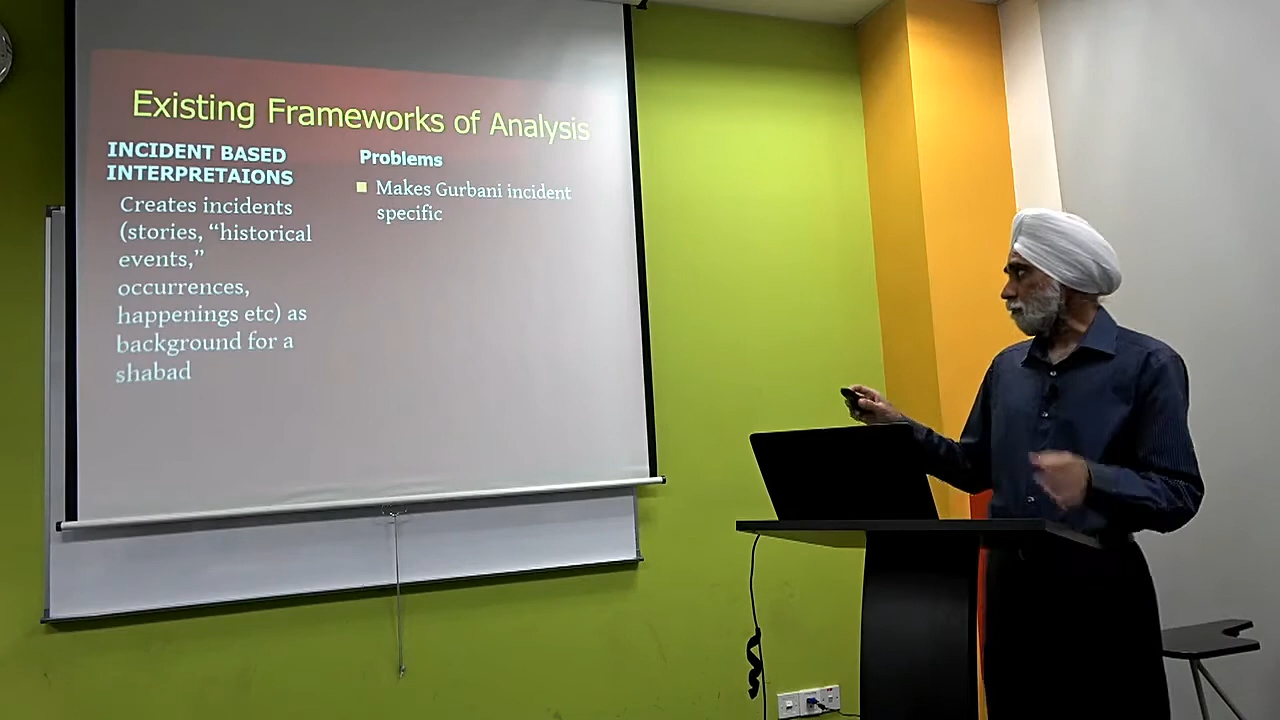 Existing Frameworks of Analysis
INCIDENT BASED
INTERPRETAIONS
Creates incidents
(stories, “historical
events,”
occurrences,
happenings etc) as
background for a
shabad
Problems
Makes Gurbani incident
specific